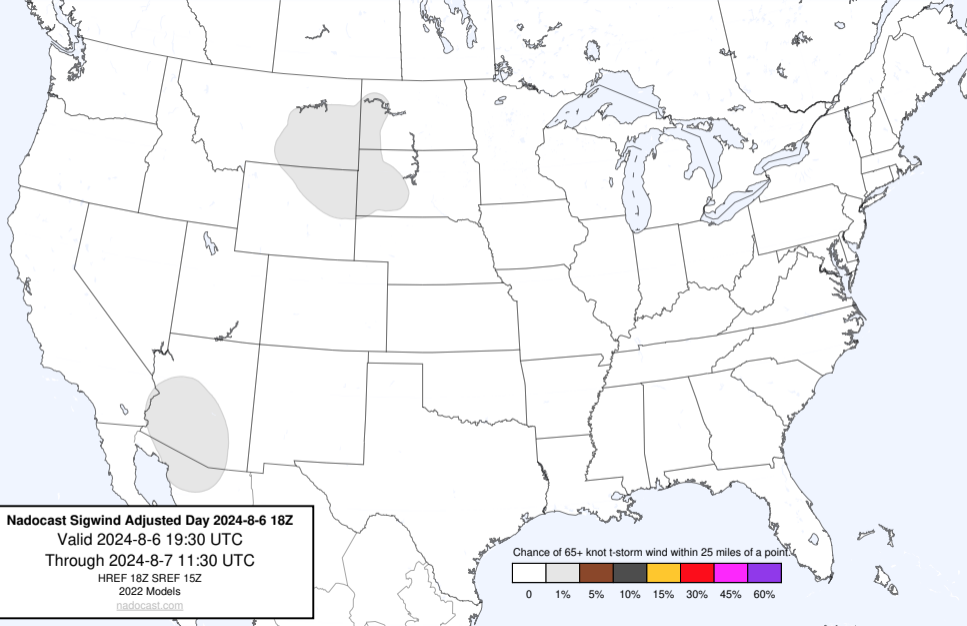 Nadocast Sigwind Adjusted Day 2024-8-6 18Z
Valid 2024-8-6 19:30 UTC
Through 2024-8-7 11:30 UTC
HREF 18Z SREF 15Z
2022 Models
nadocast.com
Chance of 65+ knot t-storm wind within 25 miles of a point.
0 1% 5% 10% 15% 30% 45% 60%